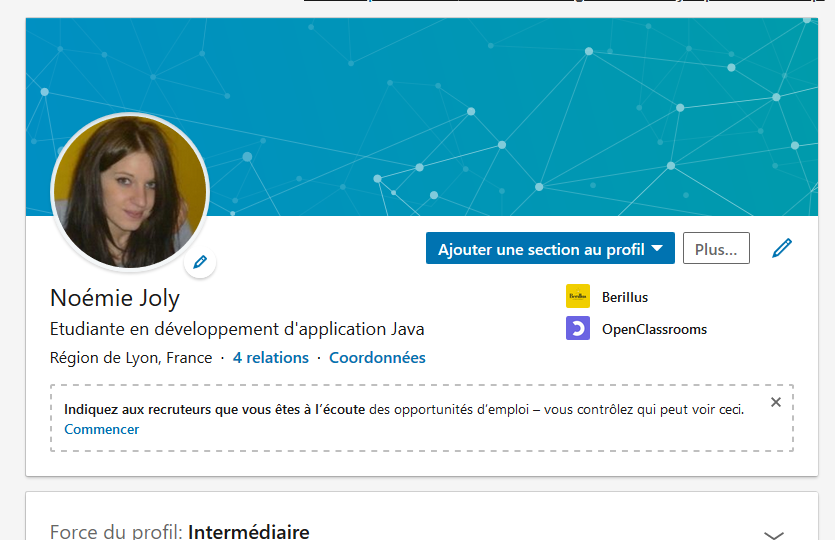 Ajouter une section au profil
Plus...
Noémie Joly
Berillus
Berillus
Etudiante en développement d'application Java
OpenClassrooms
Région de Lyon, France · 4 relations · Coordonnées
Indiquez aux recruteurs que vous êtes à l'écoute des opportunités d'emploi – vous contrôlez qui peut voir ceci.
Commencer
Force du profil: Intermédiaire